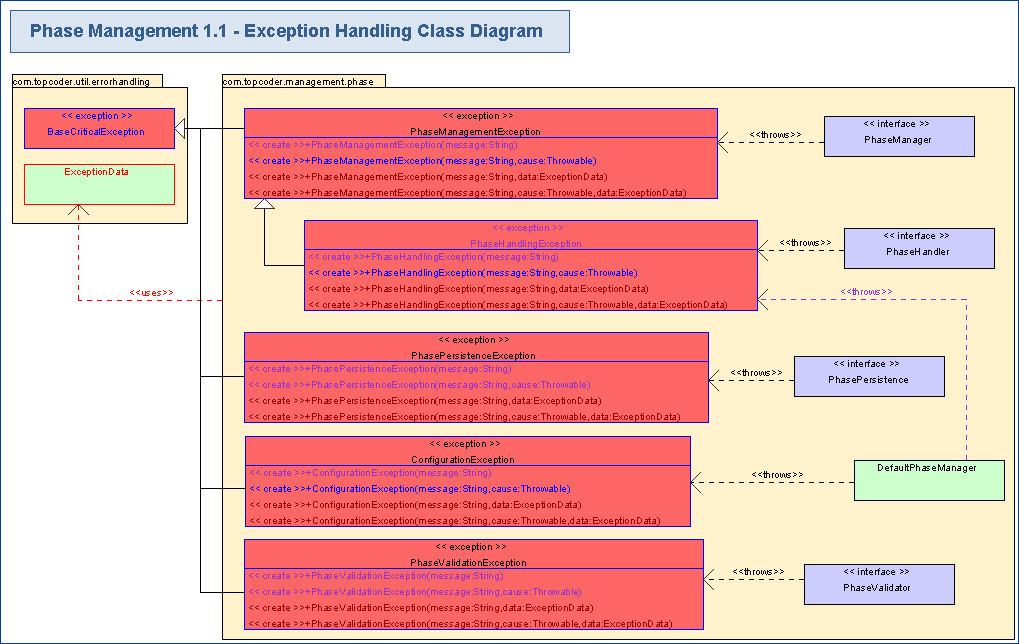 Phase Management 1.1 - Exception Handling Class Diagram
com.topcoder.util.errorhandling
<< exception >>
BaseCriticalException
ExceptionData
<<uses>>
com.topcoder.management.phase
<< exception >>
PhaseManagementException
<< create >>+PhaseManagementException(message:String)
<< create >>+PhaseManagementException(message:String,cause:Throwable)
<< create >>+PhaseManagementException(message:String,data:ExceptionData)
<< create >>+PhaseManagementException(message:String,cause:Throwable,data:ExceptionData)
<<throws>>
<< interface >>
PhaseManager
<< exception >>
PhaseHandlingException
<< create >>+PhaseHandlingException(message:String)
<< create >>+PhaseHandlingException(message:String,cause:Throwable)
<< create >>+PhaseHandlingException(message:String,data:ExceptionData)
<< create >>+PhaseHandlingException(message:String,cause:Throwable,data:ExceptionData)
<<throws>>
<< interface >>
PhaseHandler
<<throws>>
<< exception >>
PhasePersistenceException
<< create >>+PhasePersistenceException(message:String)
<< create >>+PhasePersistenceException(message:String,cause:Throwable)
<< create >>+PhasePersistenceException(message:String,data:ExceptionData)
<< create >>+PhasePersistenceException(message:String,cause:Throwable,data:ExceptionData)
<<throws>>
<< interface >>
PhasePersistence
<< exception >>
ConfigurationException
<< create >>+ConfigurationException(message:String)
<< create >>+ConfigurationException(message:String,cause:Throwable)
<< create >>+ConfigurationException(message:String,data:ExceptionData)
<< create >>+ConfigurationException(message:String,cause:Throwable,data:ExceptionData)
<<throws>>
DefaultPhaseManager
<< exception >>
PhaseValidationException
<< create >>+PhaseValidationException(message:String)
<< create >>+PhaseValidationException(message:String,cause:Throwable)
<< create >>+PhaseValidationException(message:String,data:ExceptionData)
<< create >>+PhaseValidationException(message:String,cause:Throwable,data:ExceptionData)
<<throws>>
<< interface >>
PhaseValidator